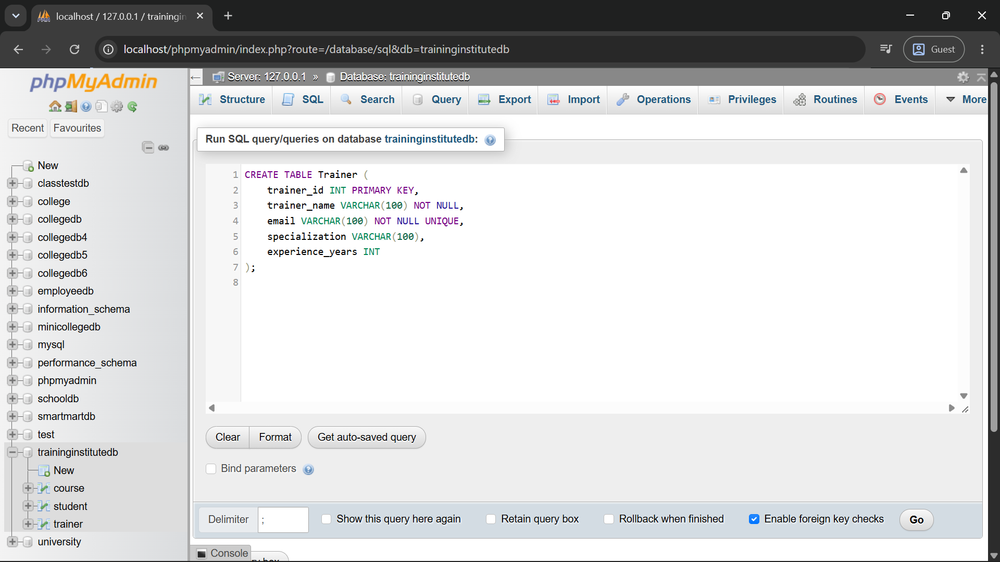 localhost / 127.0.0.1 / traininginst
localhost/phpmyadmin/index.php?route=/database/sql&db=traininginstitutedb
Guest
phpMyAdmin
Recent
Favourites
New
classtestdb
college
collegedb
collegedb4
collegedb5
collegedb6
employeedb
information_schema
minicollegedb
mysql
performance_schema
phpmyadmin
schooldb
smartmartdb
test
traininginstitutedb
New
course
student
trainer
university
Server: 127.0.0.1 » Database: traininginstitutedb
Structure SQL Search Query Export Import Operations Privileges Routines Events More
Run SQL query/queries on database traininginstitutedb:
1 CREATE TABLE Trainer (
2 trainer_id INT PRIMARY KEY,
3 trainer_name VARCHAR(100) NOT NULL,
4 email VARCHAR(100) NOT NULL UNIQUE,
5 specialization VARCHAR(100),
6 experience_years INT
7 );
8
Clear Format Get auto-saved query
Bind parameters
Delimiter ; Show this query here again Retain query box Rollback when finished Enable foreign key checks Go
Console